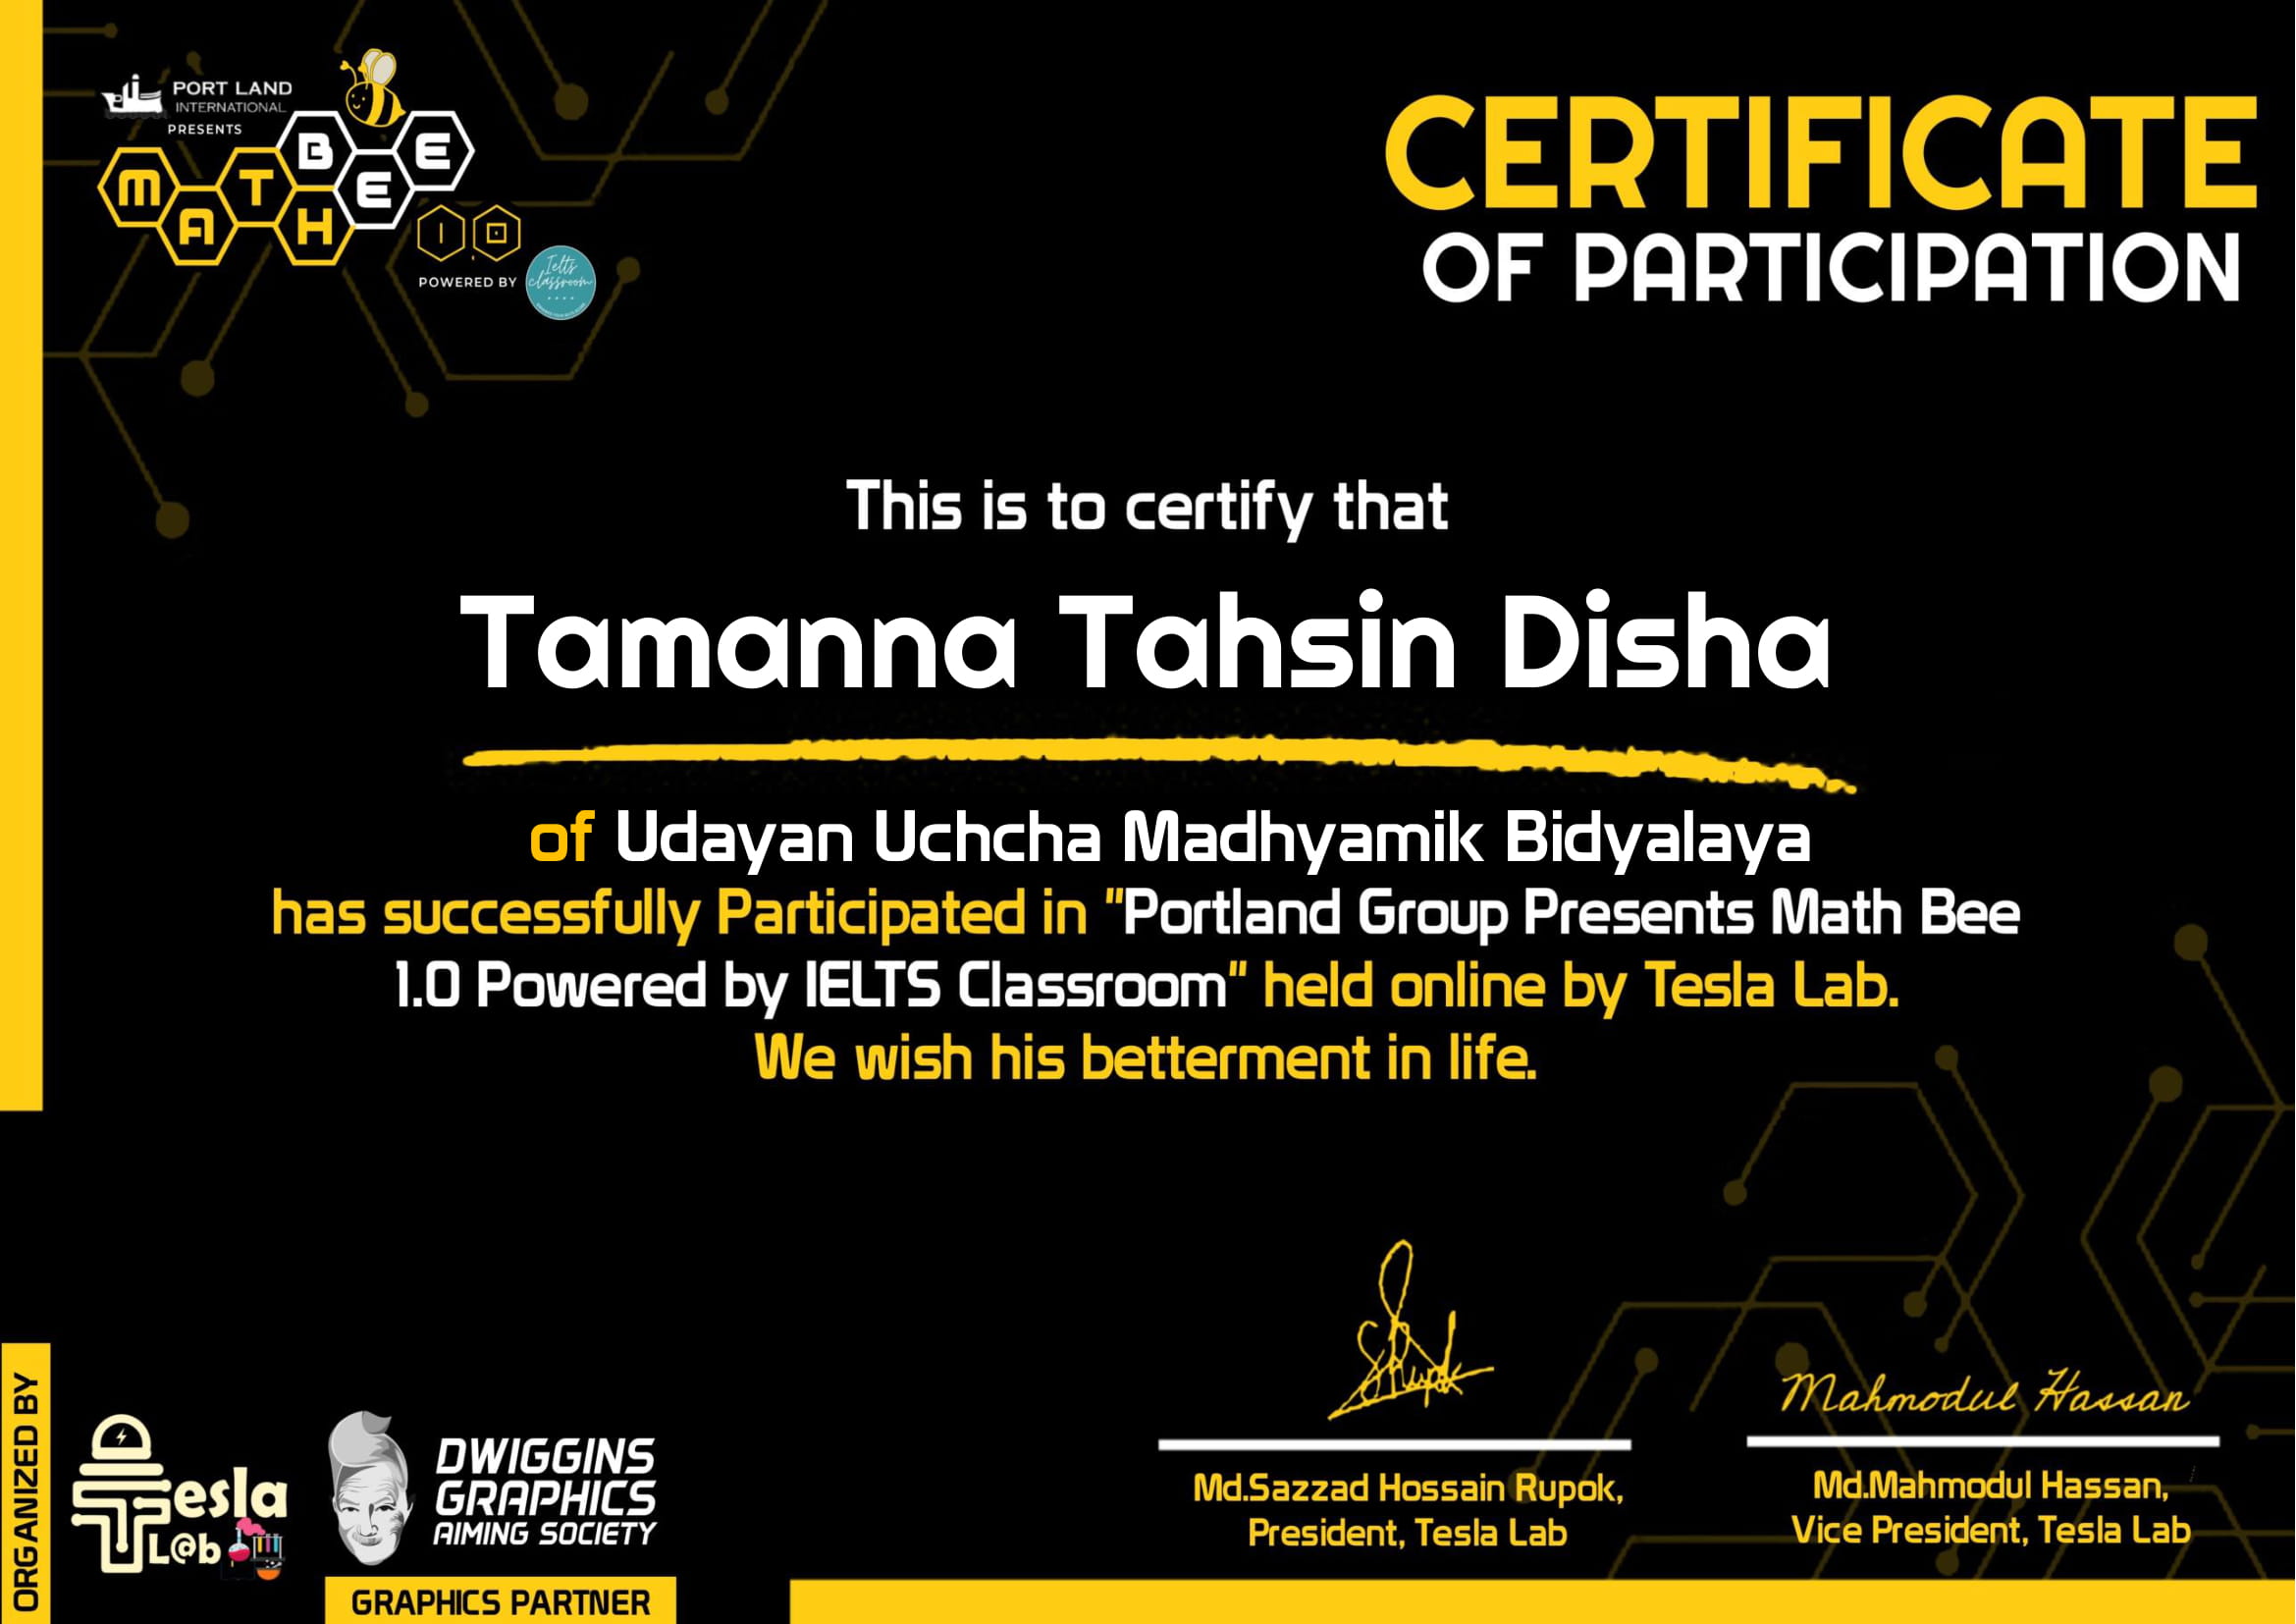 PORT LAND
INTERNATIONAL
PRESENTS
MATH BEE
1.0
POWERED BY
Ielts
classroom
CERTIFICATE
OF PARTICIPATION
This is to certify that
Tamanna Tahsin Disha
of Udayan Uchcha Madhyamik Bidyalaya
has successfully Participated in "Portland Group Presents Math Bee
1.0 Powered by IELTS Classroom" held online by Tesla Lab.
We wish his betterment in life.
Mahmodul Hassan
Md.Sazzad Hossain Rupok,
President, Tesla Lab
Md.Mahmodul Hassan,
Vice President, Tesla Lab
ORGANIZED BY
Tesla
L@b
DWIGGINS
GRAPHICS
AIMING SOCIETY
GRAPHICS PARTNER